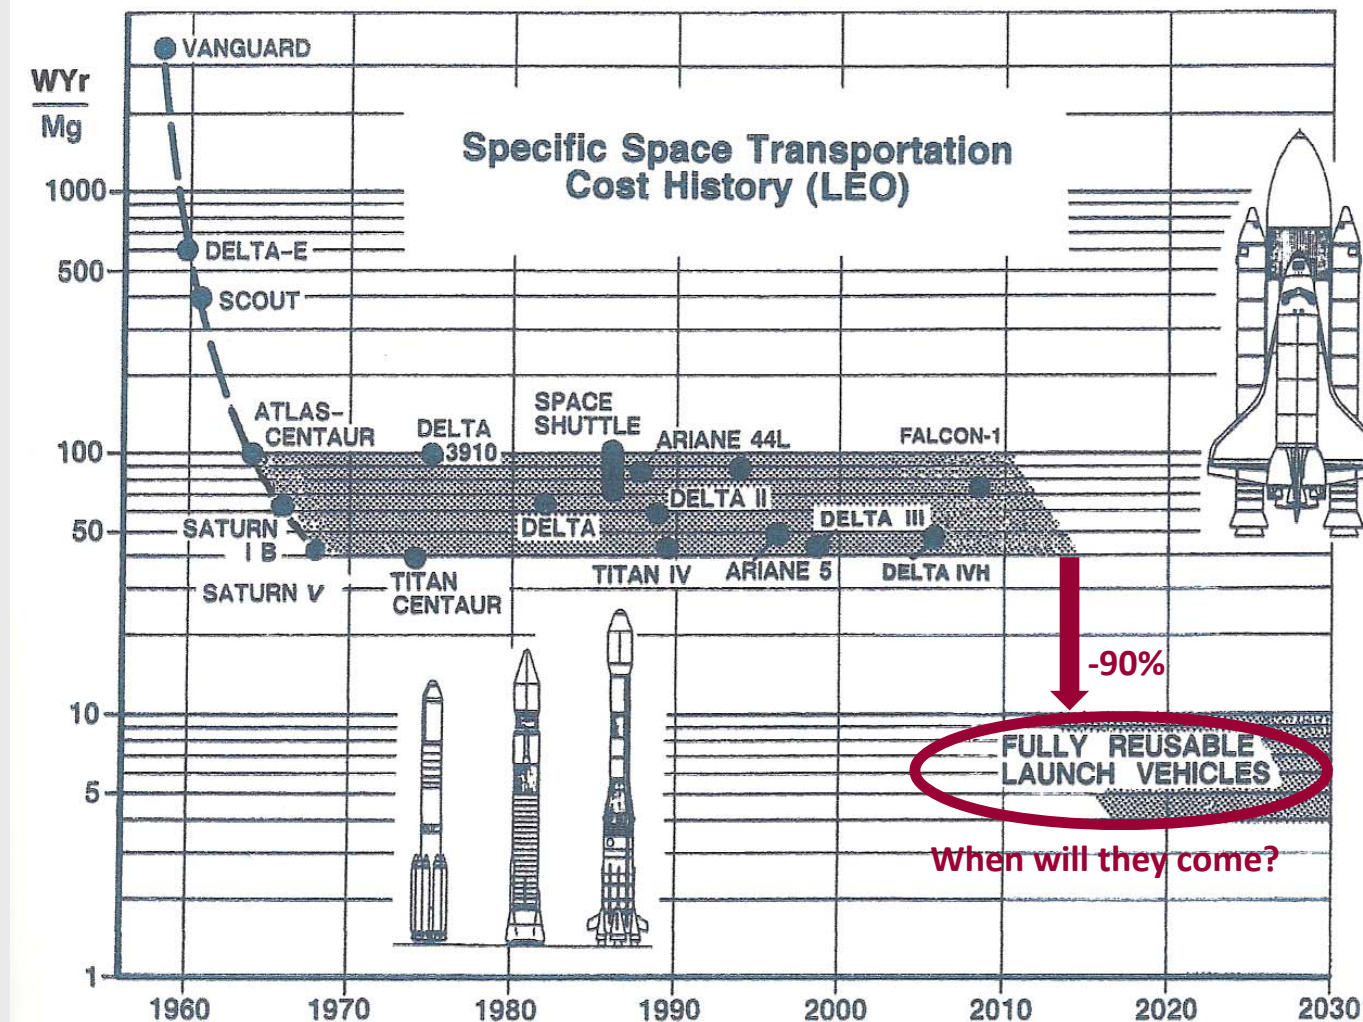 WYr
Mg
Specific Space Transportation
Cost History (LEO)
VANGUARD
1000
DELTA-E
500
SCOUT
ATLAS-
CENTAUR
DELTA
3910
SPACE
SHUTTLE
ARIANE 44L
FALCON-1
100
DELTA II
DELTA
DELTA III
SATURN
I B
50
TITAN IV
ARIANE 5
DELTA IVH
SATURN V
TITAN
CENTAUR
-90%
10
FULLY REUSABLE
LAUNCH VEHICLES
5
When will they come?
1
1960
1970
1980
1990
2000
2010
2020
2030